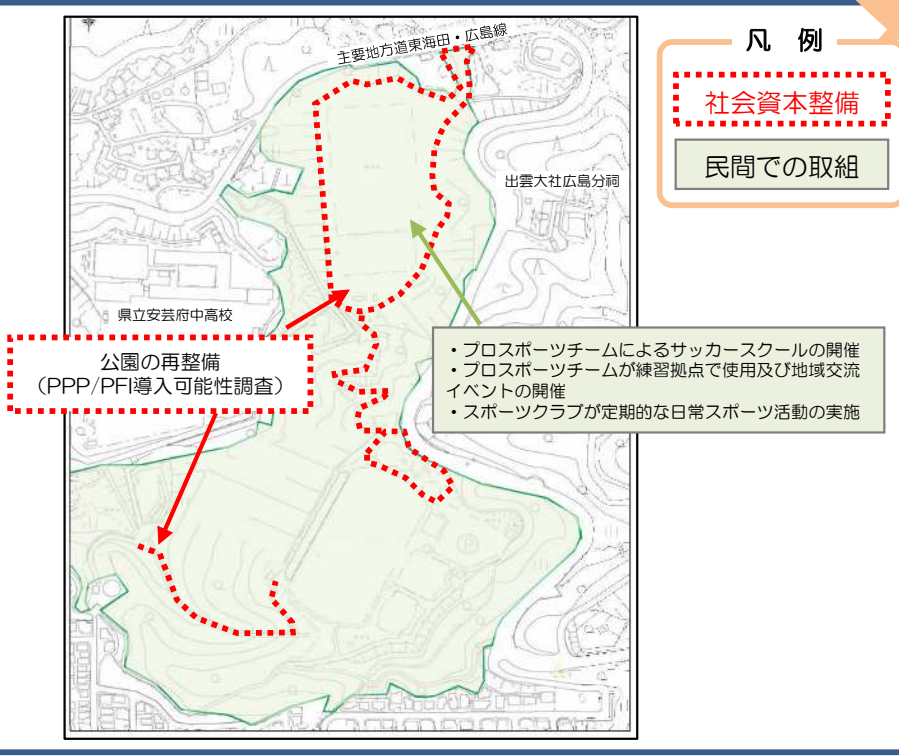 主要地方道東海田・広島線
凡 例
社会資本整備
民間での取組
出雲大社広島分祠
県立安芸府中高校
公園の再整備
（PPP/PFI導入可能性調査）
・プロスポーツチームによるサッカースクールの開催
・プロスポーツチームが練習拠点で使用及び地域交流
イベントの開催
・スポーツクラブが定期的な日常スポーツ活動の実施
P